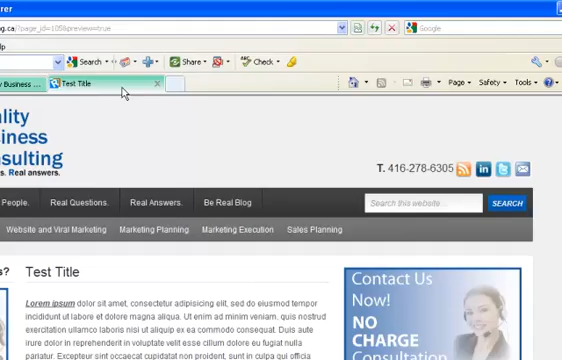 rer
g.ca/?page_id=105&preview=true
Google
lp
Search
Share
Check
y Business ...
Test Title
Page
Safety
Tools
ality
siness
nsulting
s. Real answers.
T. 416-278-6305
People.
Real Questions.
Real Answers.
Be Real Blog
Search this website...
SEARCH
Website and Viral Marketing
Marketing Planning
Marketing Execution
Sales Planning
s?
Test Title
Contact Us
Now!
NO
CHARGE
Consultation
Lorem ipsum dolor sit amet, consectetur adipisicing elit, sed do eiusmod tempor
incididunt ut labore et dolore magna aliqua. Ut enim ad minim veniam, quis nostrud
exercitation ullamco laboris nisi ut aliquip ex ea commodo consequat. Duis aute
irure dolor in reprehenderit in voluptate velit esse cillum dolore eu fugiat nulla
pariatur. Excepteur sint occaecat cupidatat non proident, sunt in culpa qui officia